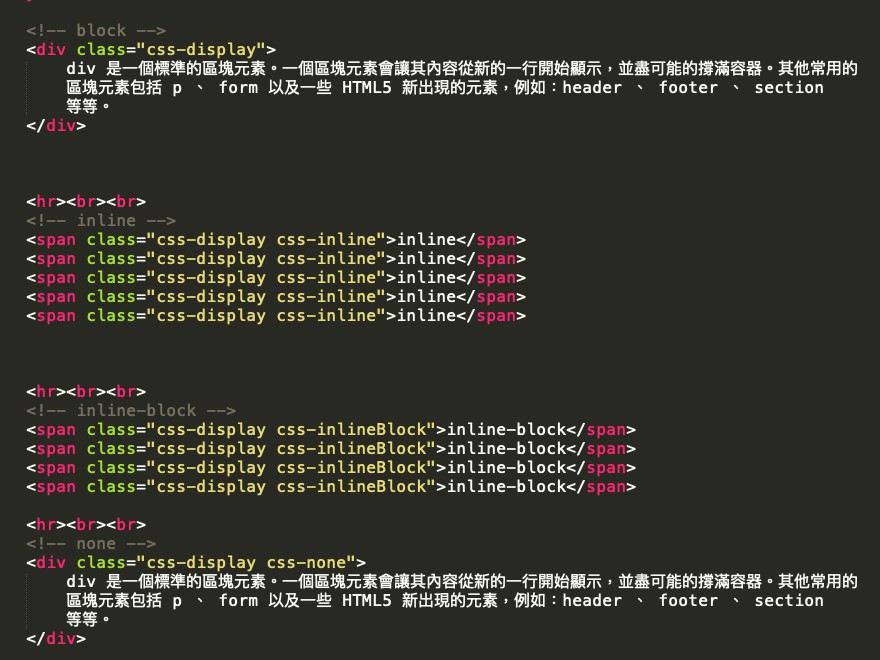 <!-- block -->
<div class="css-display">
div 是一個標準的區塊元素。一個區塊元素會讓其內容從新的一行開始顯示，並盡可能的撐滿容器。其他常用的
區塊元素包括 p 、 form 以及一些 HTML5 新出現的元素，例如：header 、 footer 、 section
等等。
</div>
<hr><br><br>
<!-- inline -->
<span class="css-display css-inline">inline</span>
<span class="css-display css-inline">inline</span>
<span class="css-display css-inline">inline</span>
<span class="css-display css-inline">inline</span>
<span class="css-display css-inline">inline</span>
<hr><br><br>
<!-- inline-block -->
<span class="css-display css-inlineBlock">inline-block</span>
<span class="css-display css-inlineBlock">inline-block</span>
<span class="css-display css-inlineBlock">inline-block</span>
<span class="css-display css-inlineBlock">inline-block</span>
<hr><br><br>
<!-- none -->
<div class="css-display css-none">
div 是一個標準的區塊元素。一個區塊元素會讓其內容從新的一行開始顯示，並盡可能的撐滿容器。其他常用的
區塊元素包括 p 、 form 以及一些 HTML5 新出現的元素，例如：header 、 footer 、 section
等等。
</div>